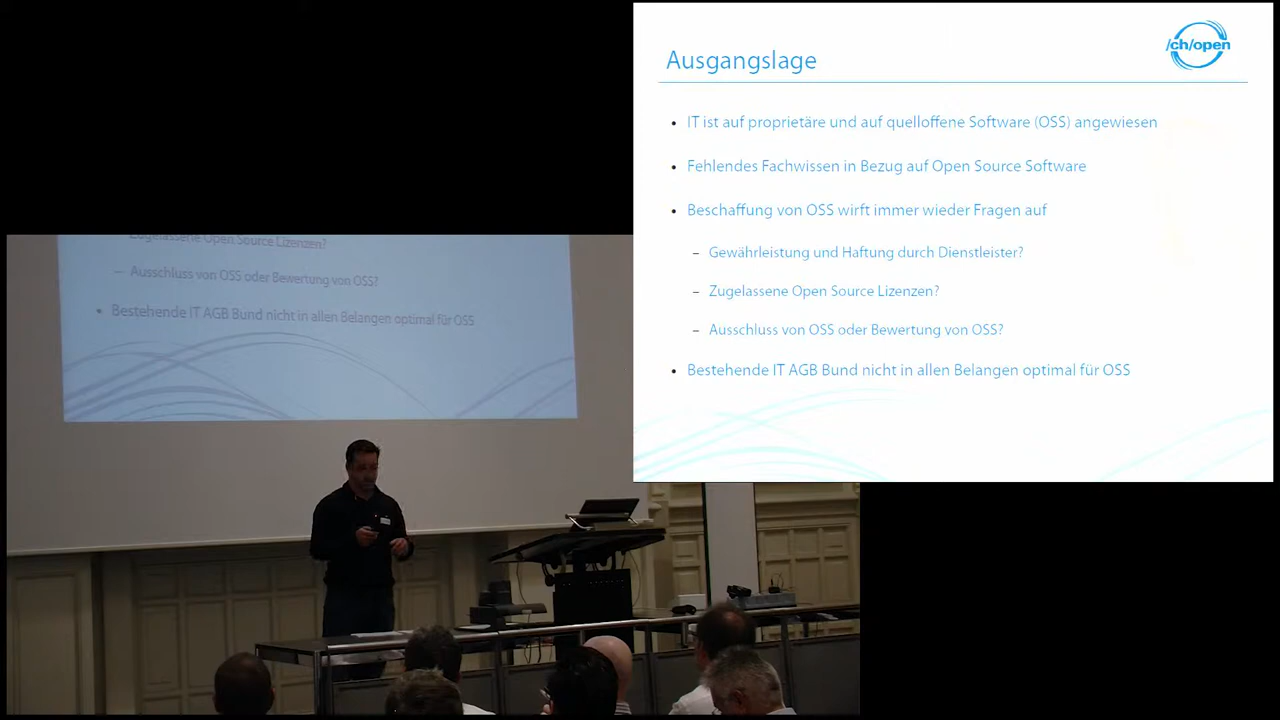 /ch/open
Ausgangslage
• IT ist auf proprietäre und auf quelloffene Software (OSS) angewiesen
• Fehlendes Fachwissen in Bezug auf Open Source Software
• Beschaffung von OSS wirft immer wieder Fragen auf
– Gewährleistung und Haftung durch Dienstleister?
– Zugelassene Open Source Lizenzen?
– Ausschluss von OSS oder Bewertung von OSS?
• Bestehende IT AGB Bund nicht in allen Belangen optimal für OSS
Zugelassene Open Source Lizenzen?
– Ausschluss von OSS oder Bewertung von OSS?
• Bestehende IT AGB Bund nicht in allen Belangen optimal für OSS